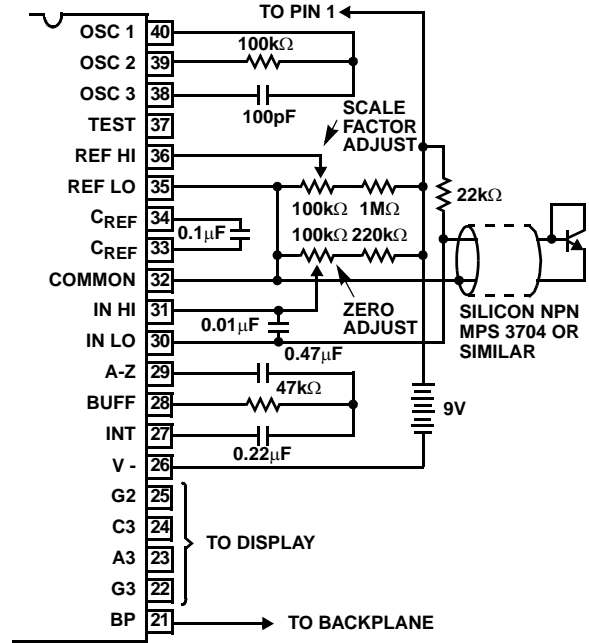 TO PIN 1
OSC 1 40
100kΩ
OSC 2 39
OSC 3 38
100pF
SCALE
FACTOR
ADJUST
TEST 37
REF HI 36
REF LO 35
100kΩ 1MΩ
22kΩ
CREF 34
0.1µF
CREF 33
100kΩ 220kΩ
COMMON 32
IN HI 31
ZERO
ADJUST
0.01µF
IN LO 30
SILICON NPN
MPS 3704 OR
SIMILAR
0.47µF
A-Z 29
47kΩ
BUFF 28
9V
INT 27
0.22µF
V - 26
G2 25
C3 24
TO DISPLAY
A3 23
G3 22
BP 21
TO BACKPLANE